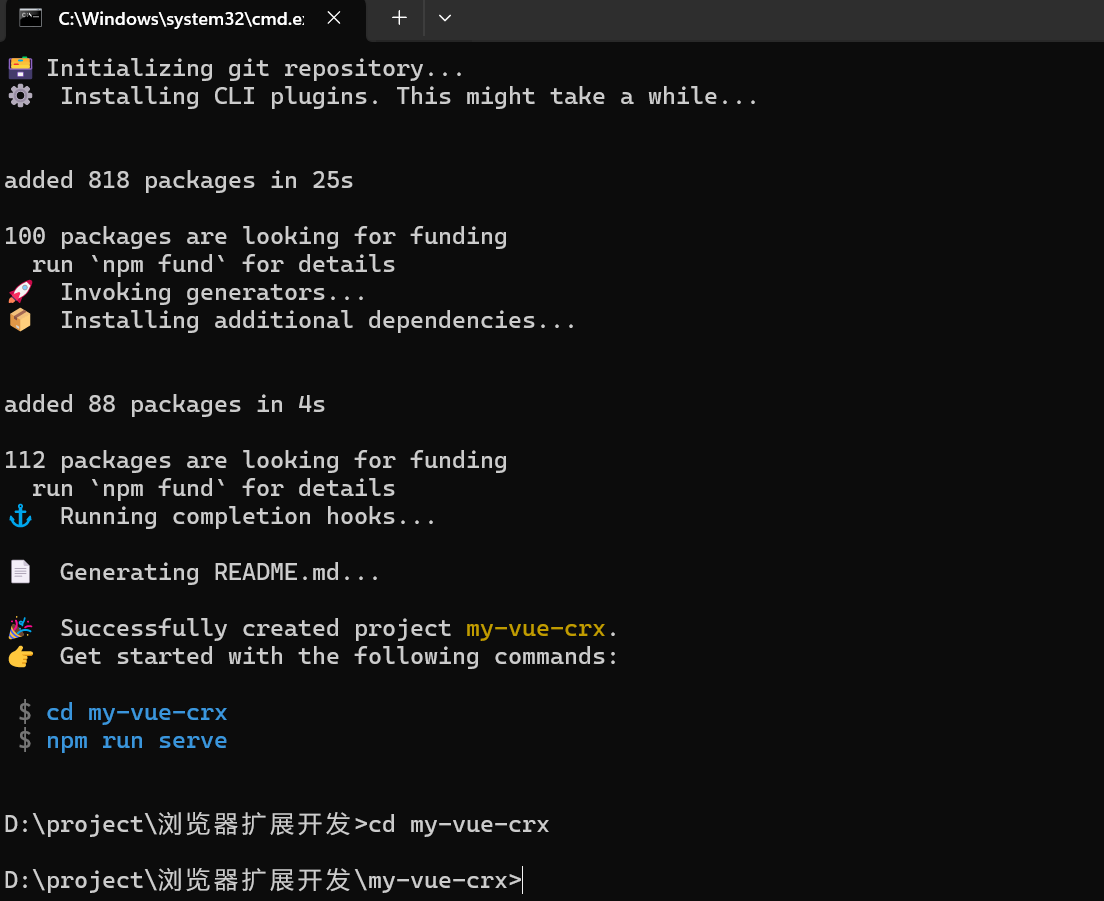 C:\Windows\system32\cmd.e
Initializing git repository...
Installing CLI plugins. This might take a while...
added 818 packages in 25s
100 packages are looking for funding
run `npm fund` for details
Invoking generators...
Installing additional dependencies...
added 88 packages in 4s
112 packages are looking for funding
run `npm fund` for details
Running completion hooks...
Generating README.md...
Successfully created project my-vue-crx.
Get started with the following commands:
$ cd my-vue-crx
$ npm run serve
D:\project\浏览器扩展开发>cd my-vue-crx
D:\project\浏览器扩展开发\my-vue-crx>